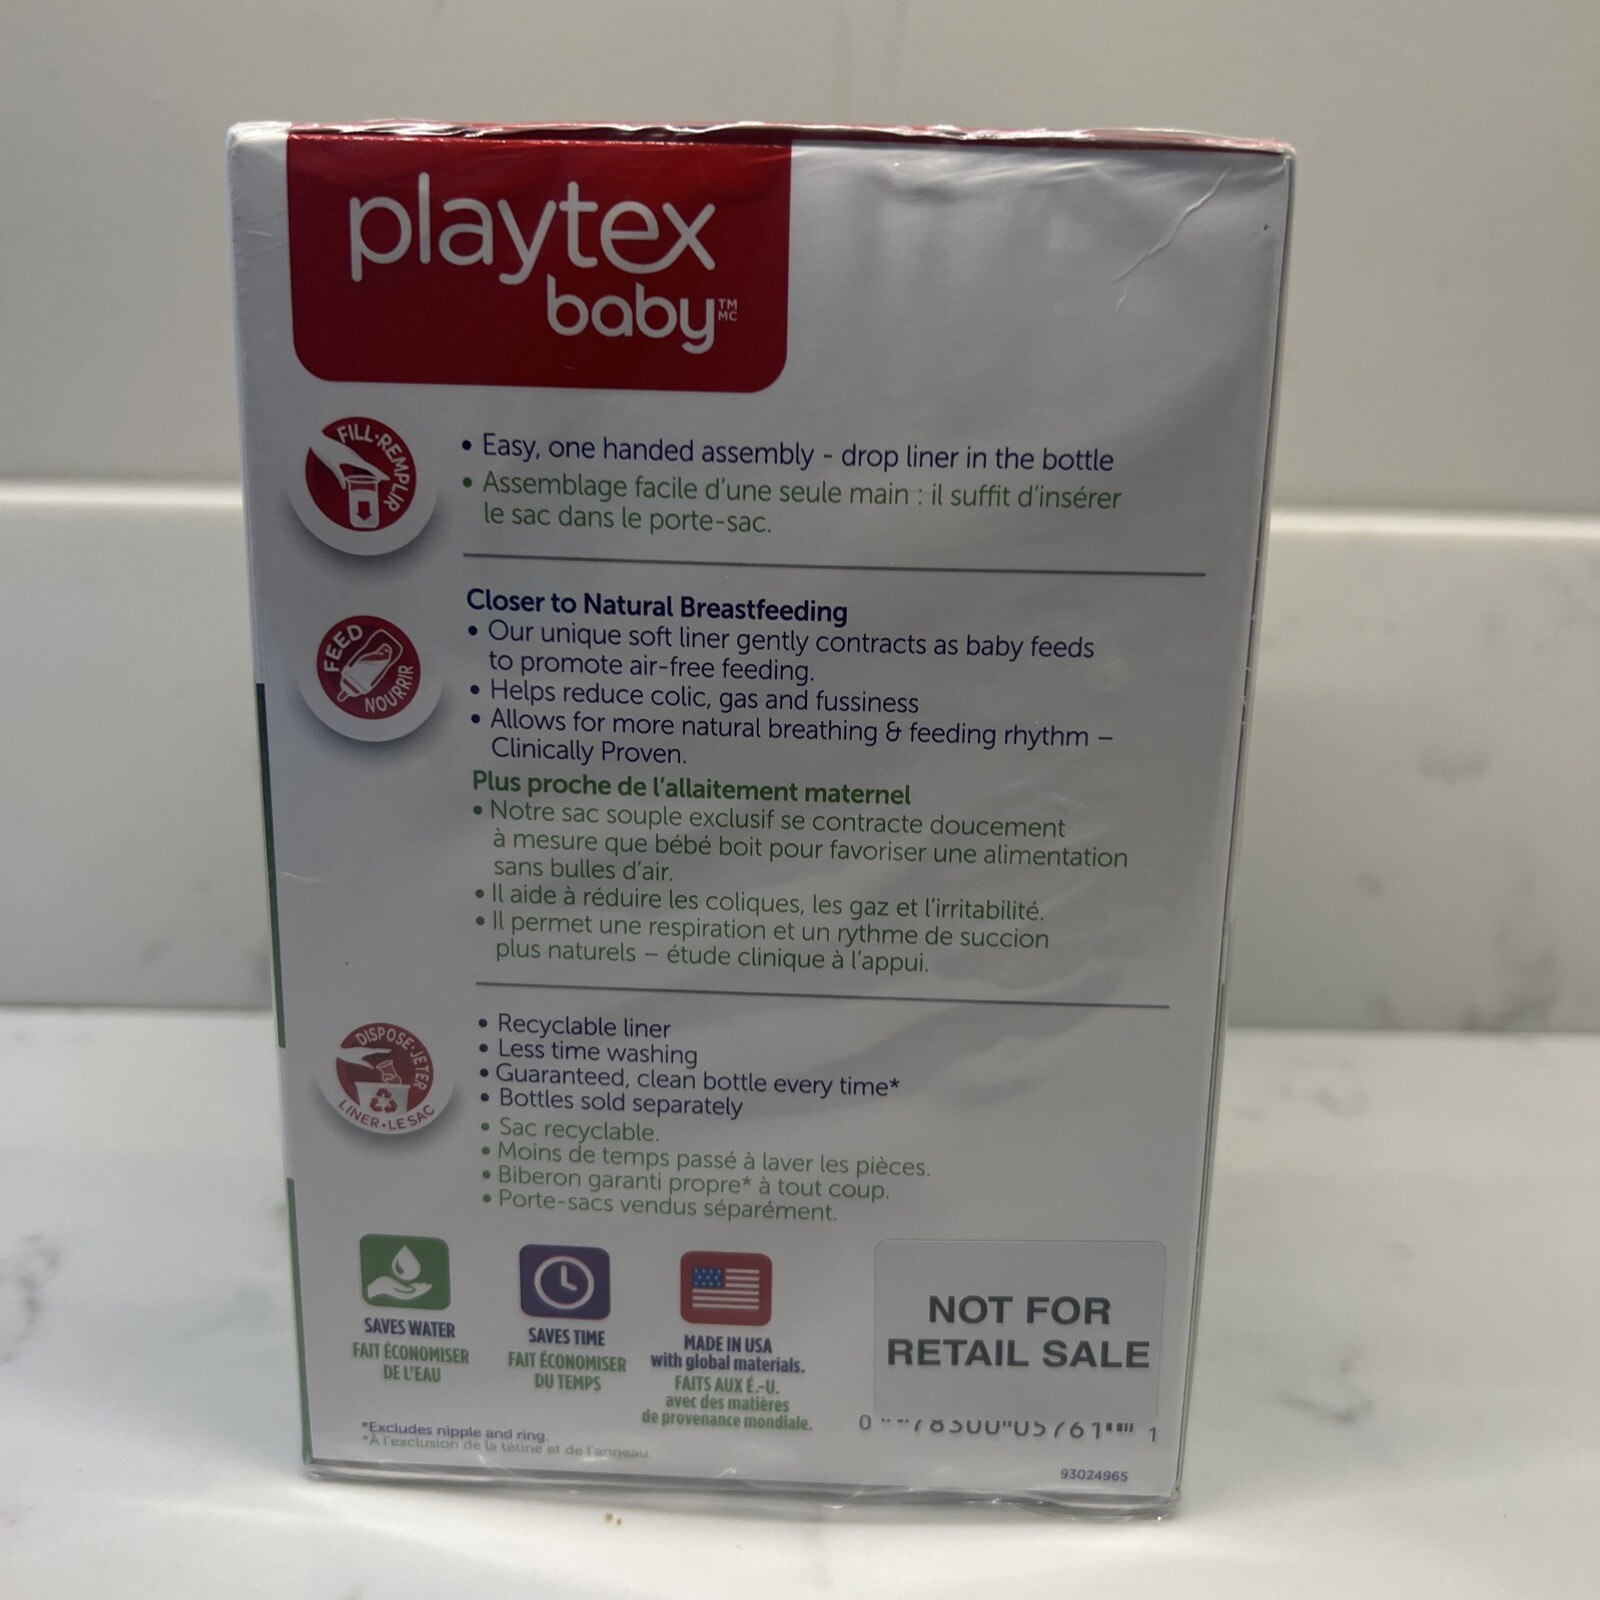 playtex
baby™
MC
FILL•REMPLIR
• Easy, one handed assembly - drop liner in the bottle
• Assemblage facile d'une seule main : il suffit d'insérer
le sac dans le porte-sac.
FEED
NOURRIR
Closer to Natural Breastfeeding
• Our unique soft liner gently contracts as baby feeds
to promote air-free feeding.
• Helps reduce colic, gas and fussiness
• Allows for more natural breathing & feeding rhythm –
Clinically Proven.
Plus proche de l'allaitement maternel
• Notre sac souple exclusif se contracte doucement
à mesure que bébé boit pour favoriser une alimentation
sans bulles d'air.
• Il aide à réduire les coliques, les gaz et l'irritabilité.
• Il permet une respiration et un rythme de succion
plus naturels – étude clinique à l'appui.
DISPOSE•JETER
LINER•LE SAC
• Recyclable liner
• Less time washing
• Guaranteed, clean bottle every time*
• Bottles sold separately
• Sac recyclable.
• Moins de temps passé à laver les pièces.
• Biberon garanti propre* à tout coup.
• Porte-sacs vendus séparément.
SAVES WATER
FAIT ÉCONOMISER
DE L'EAU
SAVES TIME
FAIT ÉCONOMISER
DU TEMPS
MADE IN USA
with global materials.
FAITS AUX É.-U.
avec des matières
de provenance mondiale.
NOT FOR
RETAIL SALE
*Excludes nipple and ring.
*À l'exclusion de la tétine et de l'anneau.
93024965